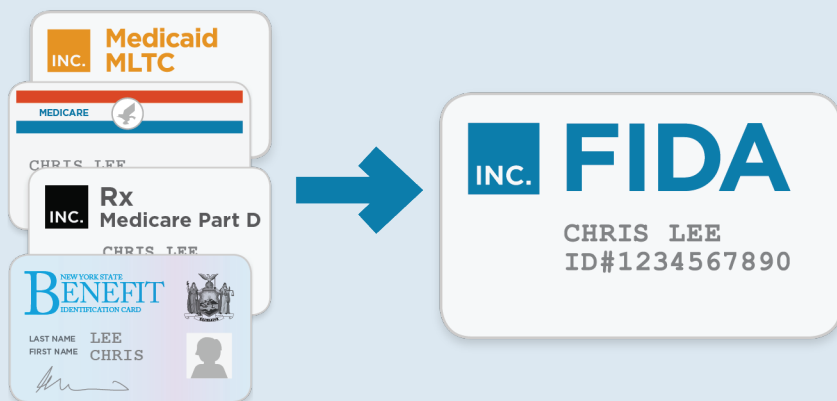 INC. Medicaid
MLTC
MEDICARE
CHRIS LEE
INC. Rx
Medicare Part D
CHRIS LEE
NEW YORK STATE
BENEFIT
IDENTIFICATION CARD
LAST NAME LEE
FIRST NAME CHRIS
INC. FIDA
CHRIS LEE
ID#1234567890